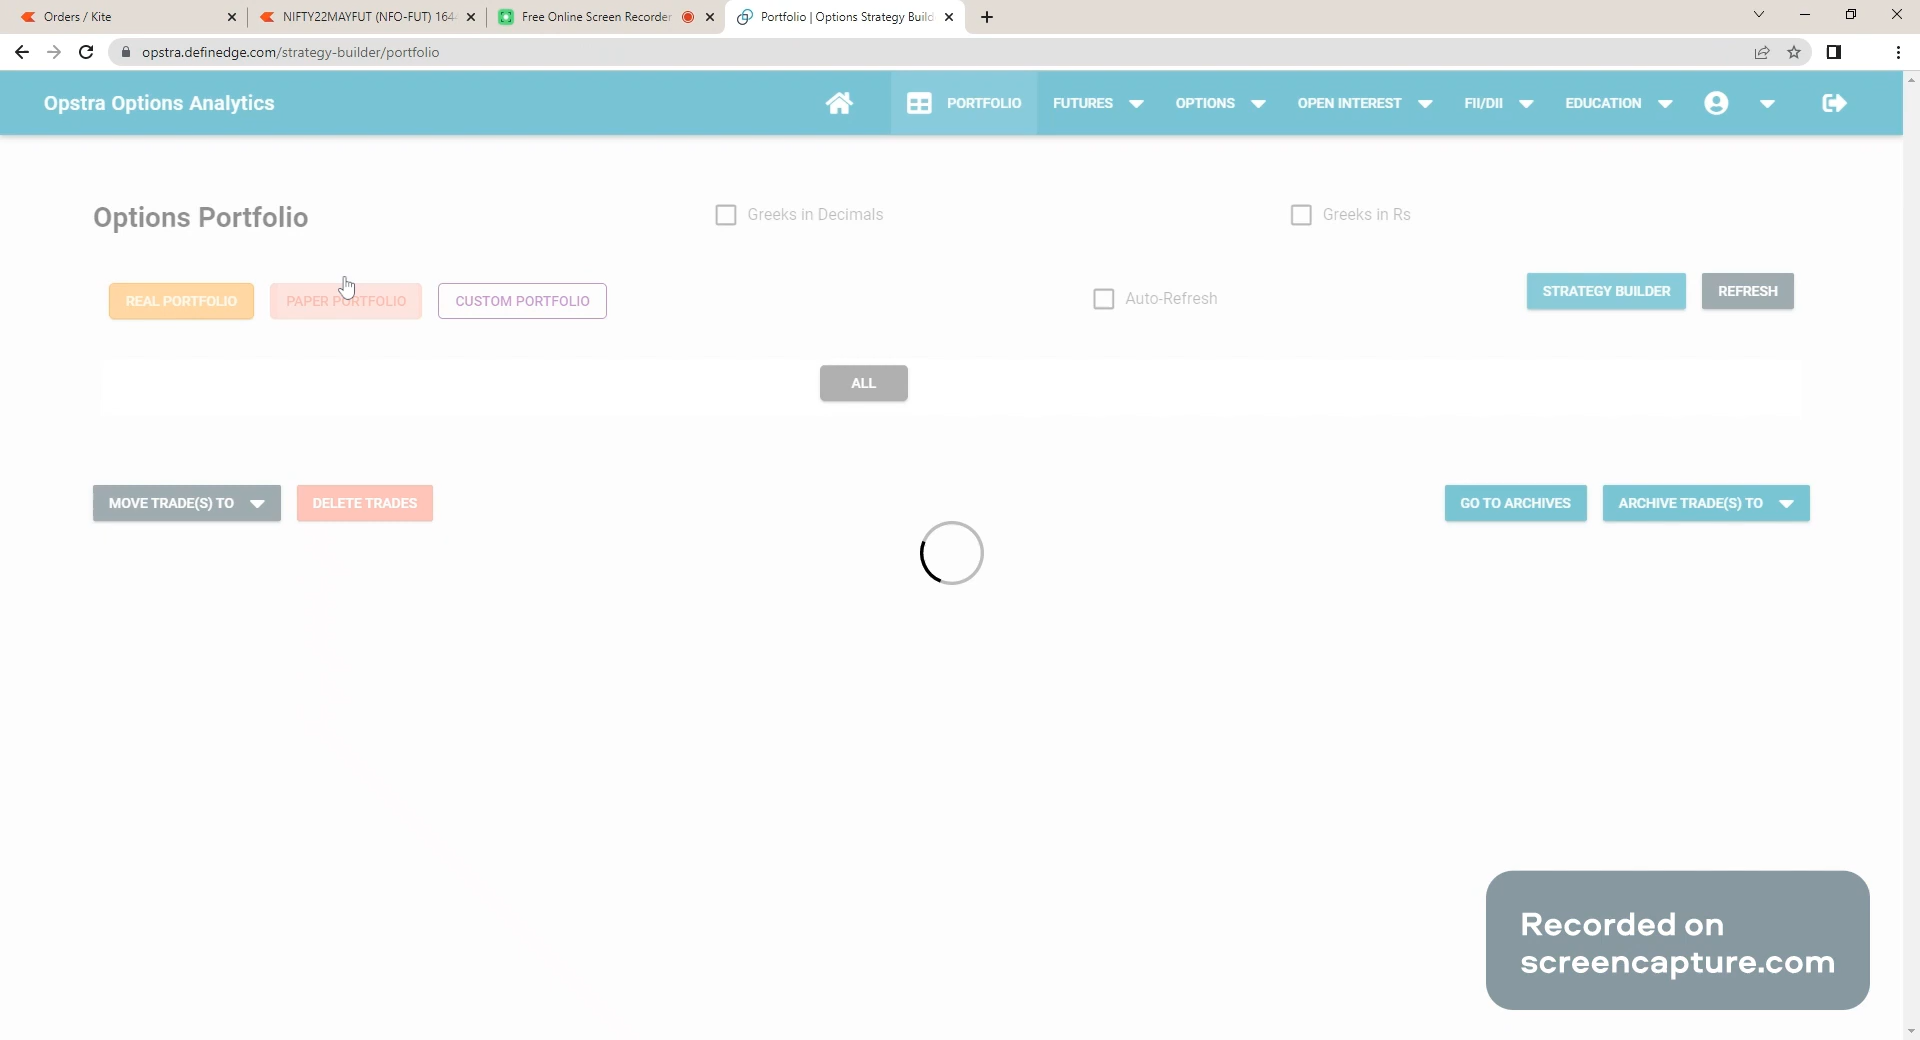 Orders / Kite
NIFTY22MAYFUT (NFO-FUT) 164
Free Online Screen Recorder
Portfolio | Options Strategy Build
opstra.definedge.com/strategy-builder/portfolio
Opstra Options Analytics
PORTFOLIO
FUTURES
OPTIONS
OPEN INTEREST
FII/DII
EDUCATION
Options Portfolio
Greeks in Decimals
Greeks in Rs
REAL PORTFOLIO
PAPER PORTFOLIO
CUSTOM PORTFOLIO
Auto-Refresh
STRATEGY BUILDER
REFRESH
ALL
MOVE TRADE(S) TO
DELETE TRADES
GO TO ARCHIVES
ARCHIVE TRADE(S) TO
Recorded on
screencapture.com